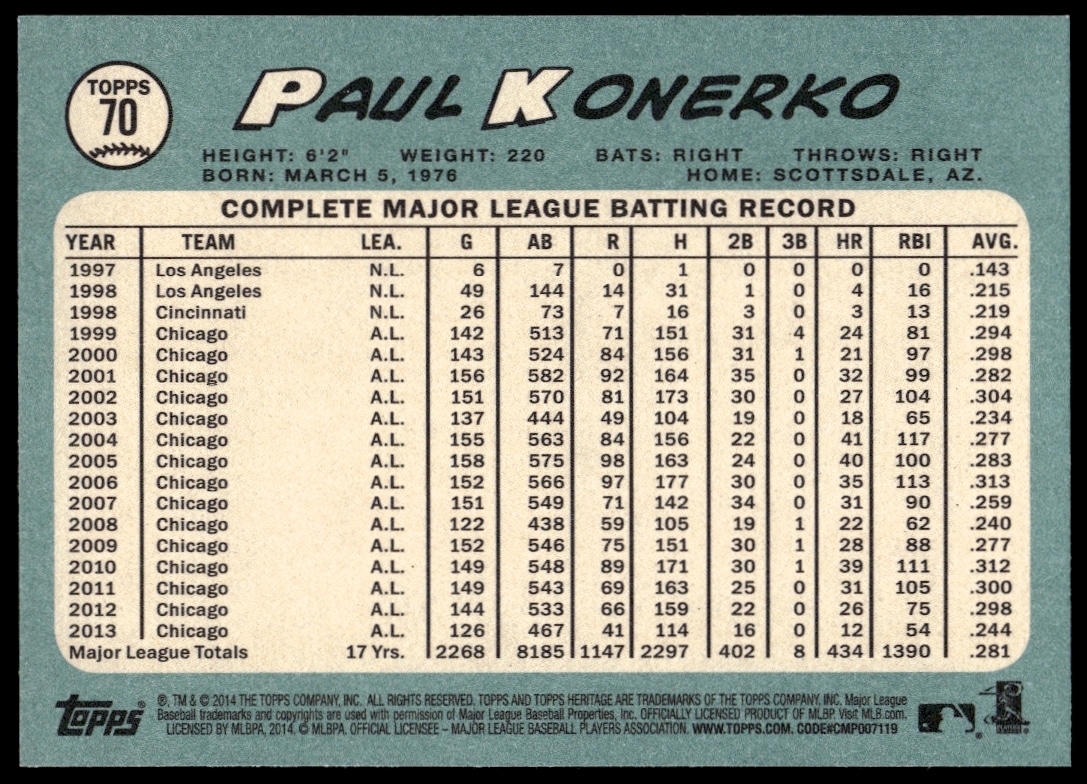 TOPPS
70
PAUL KONERKO
HEIGHT: 6'2" WEIGHT: 220 BATS: RIGHT THROWS: RIGHT
BORN: MARCH 5, 1976 HOME: SCOTTSDALE, AZ.
COMPLETE MAJOR LEAGUE BATTING RECORD
YEAR TEAM LEA. G AB R H 2B 3B HR RBI AVG.
1997 Los Angeles N.L. 6 7 0 1 0 0 0 0 .143
1998 Los Angeles N.L. 49 144 14 31 1 0 4 16 .215
1998 Cincinnati N.L. 26 73 7 16 3 0 3 13 .219
1999 Chicago A.L. 142 513 71 151 31 4 24 81 .294
2000 Chicago A.L. 143 524 84 156 31 1 21 97 .298
2001 Chicago A.L. 156 582 92 164 35 0 32 99 .282
2002 Chicago A.L. 151 570 81 173 30 0 27 104 .304
2003 Chicago A.L. 137 444 49 104 19 0 18 65 .234
2004 Chicago A.L. 155 563 84 156 22 0 41 117 .277
2005 Chicago A.L. 158 575 98 163 24 0 40 100 .283
2006 Chicago A.L. 152 566 97 177 30 0 35 113 .313
2007 Chicago A.L. 151 549 71 142 34 0 31 90 .259
2008 Chicago A.L. 122 438 59 105 19 1 22 62 .240
2009 Chicago A.L. 152 546 75 151 30 1 28 88 .277
2010 Chicago A.L. 149 548 89 171 30 1 39 111 .312
2011 Chicago A.L. 149 543 69 163 25 0 31 105 .300
2012 Chicago A.L. 144 533 66 159 22 0 26 75 .298
2013 Chicago A.L. 126 467 41 114 16 0 12 54 .244
Major League Totals 17 Yrs. 2268 8185 1147 2297 402 8 434 1390 .281
topps
®, TM & © 2014 THE TOPPS COMPANY, INC. ALL RIGHTS RESERVED. TOPPS AND TOPPS HERITAGE ARE TRADEMARKS OF THE TOPPS COMPANY, INC. Major League
Baseball trademarks and copyrights are used with permission of Major League Baseball Properties, Inc. OFFICIALLY LICENSED PRODUCT OF MLBP. Visit MLB.com.
LICENSED BY MLBPA, 2014. © MLBPA. OFFICIAL LICENSEE – MAJOR LEAGUE BASEBALL PLAYERS ASSOCIATION. WWW.TOPPS.COM. CODE#CMP007119